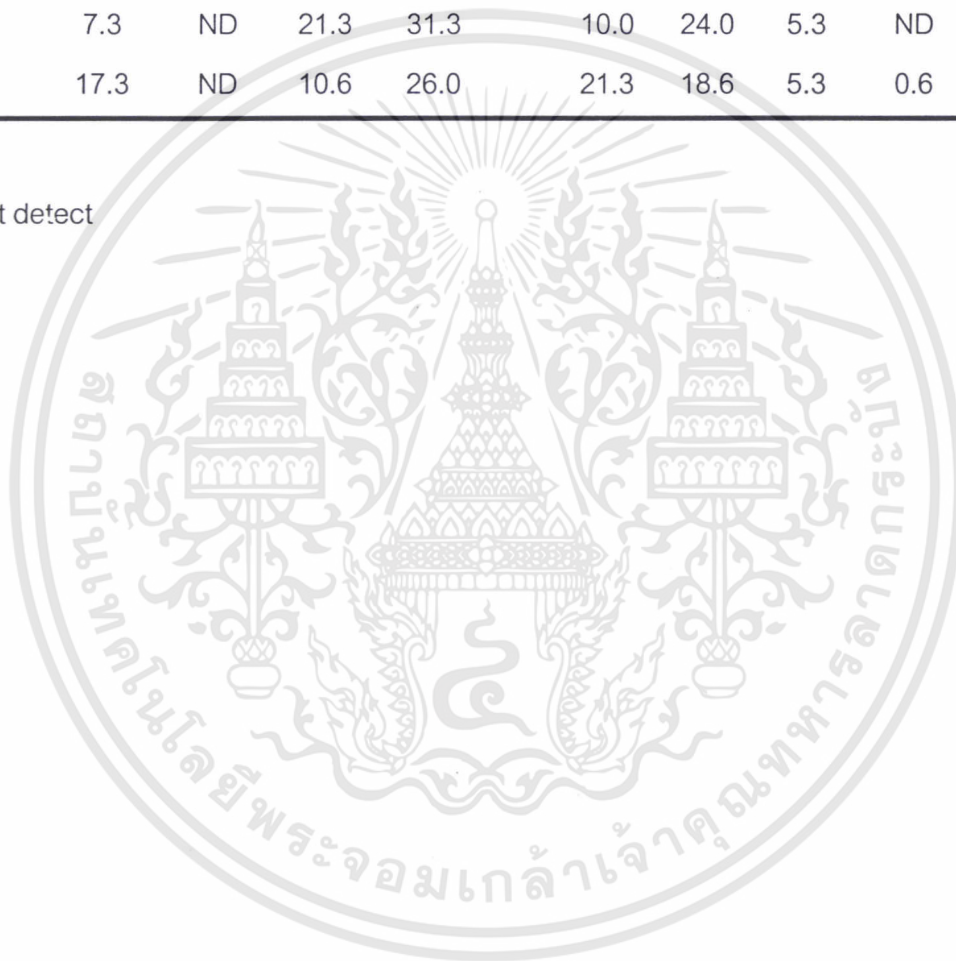 7.3 ND 21.3 31.3 10.0 24.0 5.3 ND
17.3 ND 10.6 26.0 21.3 18.6 5.3 0.6
t detect
สถาบันเทคโนโลยีพระจอมเกล้าเจ้าคุณทหารลาดกระบัง